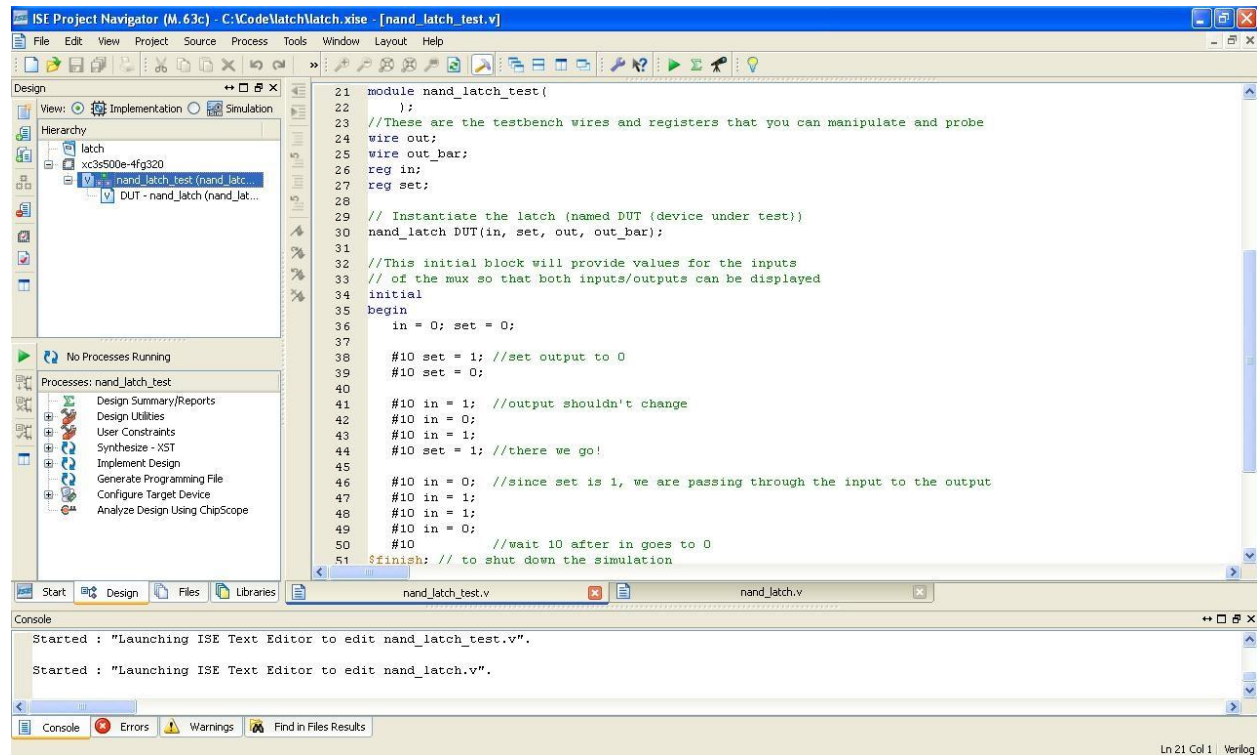 ISE Project Navigator (M.63c) - C:\Code\latch\latch.xise - [nand_latch_test.v]
File Edit View Project Source Process Tools Window Layout Help
Design
View: Implementation Simulation
Hierarchy
latch
xc3s500e-4fg320
nand_latch_test (nand_latc...
DUT - nand_latch (nand_lat...
No Processes Running
Processes: nand_latch_test
Design Summary/Reports
Design Utilities
User Constraints
Synthesize - XST
Implement Design
Generate Programming File
Configure Target Device
Analyze Design Using ChipScope
Start Design Files Libraries
21 module nand_latch_test(
22 );
23 //These are the testbench wires and registers that you can manipulate and probe
24 wire out;
25 wire out_bar;
26 reg in;
27 reg set;
28
29 // Instantiate the latch (named DUT {device under test})
30 nand_latch DUT(in, set, out, out_bar);
31
32 //This initial block will provide values for the inputs
33 // of the mux so that both inputs/outputs can be displayed
34 initial
35 begin
36 in = 0; set = 0;
37
38 #10 set = 1; //set output to 0
39 #10 set = 0;
40
41 #10 in = 1; //output shouldn't change
42 #10 in = 0;
43 #10 in = 1;
44 #10 set = 1; //there we go!
45
46 #10 in = 0; //since set is 1, we are passing through the input to the output
47 #10 in = 1;
48 #10 in = 1;
49 #10 in = 0;
50 #10 //wait 10 after in goes to 0
51 $finish; // to shut down the simulation
nand_latch_test.v nand_latch.v
Console
Started : "Launching ISE Text Editor to edit nand_latch_test.v".
Started : "Launching ISE Text Editor to edit nand_latch.v".
Console Errors Warnings Find in Files Results
Ln 21 Col 1 Verilog